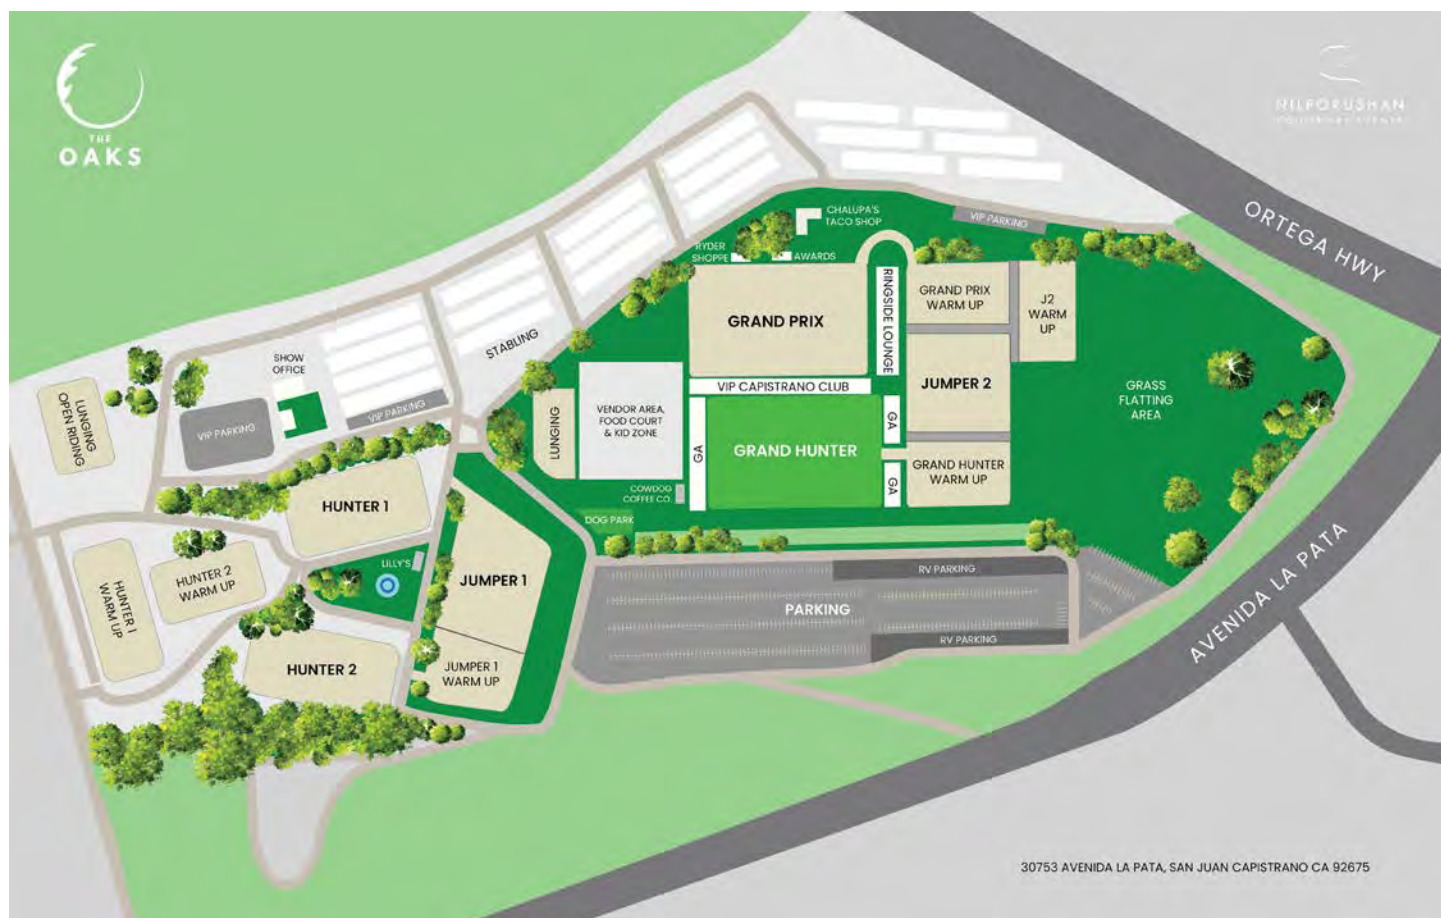 THE
OAKS
NILFORUSHAN
ORTEGA HWY
CHALUPA'S
TACO SHOP
VIP PARKING
RYDER
SHOPPE
AWARDS
GRAND PRIX
RINGSIDE LOUNGE
GRAND PRIX
WARM UP
J2
WARM
UP
STABLING
SHOW
OFFICE
VIP PARKING
VIP PARKING
LUNGING
OPEN RIDING
VIP CAPISTRANO CLUB
JUMPER 2
GRASS
FLATTING
AREA
LUNGING
VENDOR AREA,
FOOD COURT
& KID ZONE
GA
GRAND HUNTER
GA
GA
GRAND HUNTER
WARM UP
COWDOG
COFFEE CO.
DOG PARK
HUNTER 1
LILLY'S
HUNTER 2
WARM UP
HUNTER 1
WARM UP
JUMPER 1
HUNTER 2
JUMPER 1
WARM UP
RV PARKING
PARKING
RV PARKING
AVENIDA LA PATA
30753 AVENIDA LA PATA, SAN JUAN CAPISTRANO CA 92675